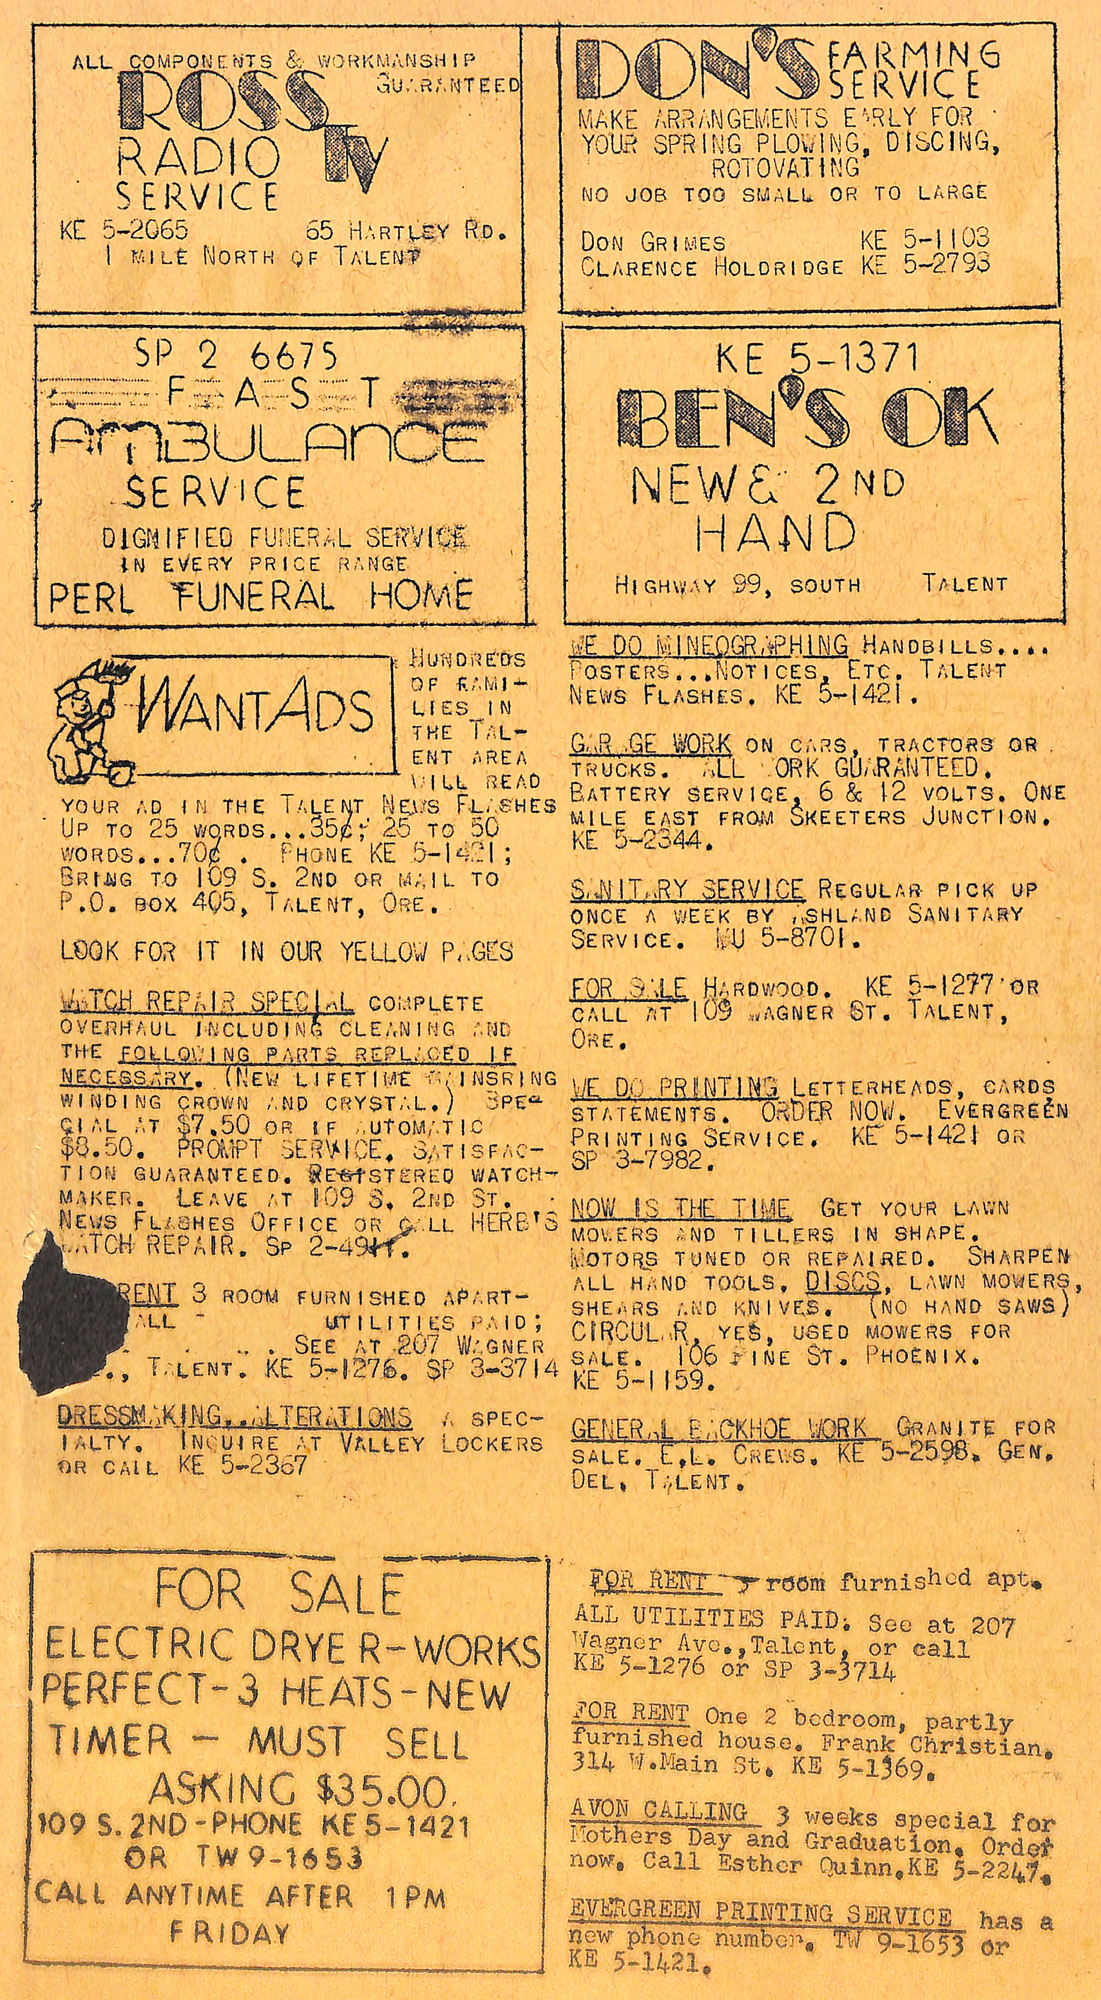 ALL COMPONENTS & WORKMANSHIP
GUARANTEED
ROSS
TV
RADIO
SERVICE
KE 5-2065 65 HARTLEY RD.
1 MILE NORTH OF TALENT
DON'S FARMING
SERVICE
MAKE ARRANGEMENTS EARLY FOR
YOUR SPRING PLOWING, DISCING,
ROTOVATING
NO JOB TOO SMALL OR TO LARGE
DON GRIMES KE 5-1103
CLARENCE HOLDRIDGE KE 5-2793
SP 2 6675
F A S T
AMBULANCE
SERVICE
DIGNIFIED FUNERAL SERVICE
IN EVERY PRICE RANGE
PERL FUNERAL HOME
KE 5-1371
BEN'S OK
NEW & 2ND
HAND
HIGHWAY 99, SOUTH TALENT
WANT ADS
HUNDREDS
OF FAMI-
LIES IN
THE TAL-
ENT AREA
WILL READ
YOUR AD IN THE TALENT NEWS FLASHES
UP TO 25 WORDS...35¢; 25 TO 50
WORDS...70¢ . PHONE KE 5-1421;
BRING TO 109 S. 2ND OR MAIL TO
P.O. BOX 405, TALENT, ORE.
LOOK FOR IT IN OUR YELLOW PAGES
WATCH REPAIR SPECIAL COMPLETE
OVERHAUL INCLUDING CLEANING AND
THE FOLLOWING PARTS REPLACED IF
NECESSARY. (NEW LIFETIME MAINSRING
WINDING CROWN AND CRYSTAL.) SPE-
CIAL AT $7.50 OR IF AUTOMATIC
$8.50. PROMPT SERVICE. SATISFAC-
TION GUARANTEED. REGISTERED WATCH-
MAKER. LEAVE AT 109 S. 2ND ST.
NEWS FLASHES OFFICE OR CALL HERB'S
WATCH REPAIR. SP
RENT 3 ROOM FURNISHED APART-
ALL UTILITIES PAID;
SEE AT 207 WAGNER
TALENT. KE 5-1276. SP 3-3714
DRESSMAKING..ALTERATIONS A SPEC-
IALTY. INQUIRE AT VALLEY LOCKERS
OR CALL KE 5-2367
WE DO MINEOGRAPHING HANDBILLS....
POSTERS...NOTICES, ETC. TALENT
NEWS FLASHES. KE 5-1421.
GARAGE WORK ON CARS, TRACTORS OR
TRUCKS. ALL WORK GUARANTEED.
BATTERY SERVICE, 6 & 12 VOLTS. ONE
MILE EAST FROM SKEETERS JUNCTION.
KE 5-2344.
SANITARY SERVICE REGULAR PICK UP
ONCE A WEEK BY ASHLAND SANITARY
SERVICE. MU 5-8701.
FOR SALE HARDWOOD. KE 5-1277 OR
CALL AT 109 WAGNER ST. TALENT,
ORE.
WE DO PRINTING LETTERHEADS, CARDS
STATEMENTS. ORDER NOW. EVERGREEN
PRINTING SERVICE. KE 5-1421 OR
SP 3-7982.
NOW IS THE TIME GET YOUR LAWN
MOWERS AND TILLERS IN SHAPE.
MOTORS TUNED OR REPAIRED. SHARPEN
ALL HAND TOOLS, DISCS, LAWN MOWERS,
SHEARS AND KNIVES. (NO HAND SAWS)
CIRCULAR, YES, USED MOWERS FOR
SALE. 106 PINE ST. PHOENIX.
KE 5-1159.
GENERAL BACKHOE WORK GRANITE FOR
SALE. E.L. CREWS. KE 5-2598. GEN.
DEL. TALENT.
FOR SALE
ELECTRIC DRYER-WORKS
PERFECT-3 HEATS-NEW
TIMER - MUST SELL
ASKING $35.00.
109 S. 2ND - PHONE KE 5-1421
OR TW 9-1653
CALL ANYTIME AFTER 1 PM
FRIDAY
FOR RENT room furnished apt.
ALL UTILITIES PAID. See at 207
Wagner Ave., Talent, or call
KE 5-1276 or SP 3-3714
FOR RENT One 2 bedroom, partly
furnished house. Frank Christian.
314 W.Main St. KE 5-1369.
AVON CALLING 3 weeks special for
Mothers Day and Graduation. Order
now. Call Esther Quinn.KE 5-2247.
EVERGREEN PRINTING SERVICE has a
new phone number. TW 9-1653 or
KE 5-1421.